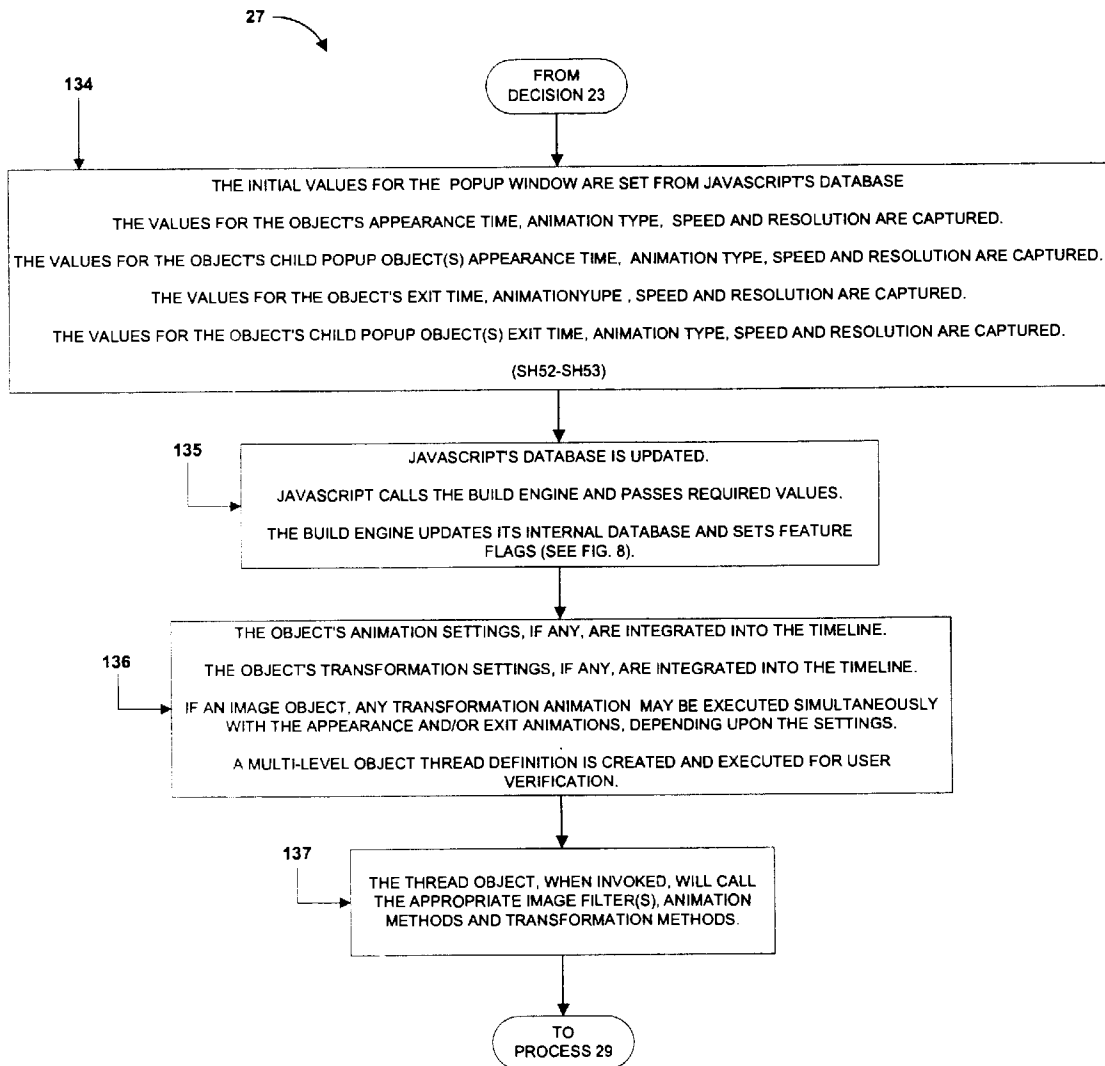 27
FROM
DECISION 23
134
THE INITIAL VALUES FOR THE POPUP WINDOW ARE SET FROM JAVASCRIPT'S DATABASE
THE VALUES FOR THE OBJECT'S APPEARANCE TIME, ANIMATION TYPE, SPEED AND RESOLUTION ARE CAPTURED.
THE VALUES FOR THE OBJECT'S CHILD POPUP OBJECT(S) APPEARANCE TIME, ANIMATION TYPE, SPEED AND RESOLUTION ARE CAPTURED.
THE VALUES FOR THE OBJECT'S EXIT TIME, ANIMATIONYUPE , SPEED AND RESOLUTION ARE CAPTURED.
THE VALUES FOR THE OBJECT'S CHILD POPUP OBJECT(S) EXIT TIME, ANIMATION TYPE, SPEED AND RESOLUTION ARE CAPTURED.
(SH52-SH53)
135
JAVASCRIPT'S DATABASE IS UPDATED.
JAVASCRIPT CALLS THE BUILD ENGINE AND PASSES REQUIRED VALUES.
THE BUILD ENGINE UPDATES ITS INTERNAL DATABASE AND SETS FEATURE
FLAGS (SEE FIG. 8).
136
THE OBJECT'S ANIMATION SETTINGS, IF ANY, ARE INTEGRATED INTO THE TIMELINE.
THE OBJECT'S TRANSFORMATION SETTINGS, IF ANY, ARE INTEGRATED INTO THE TIMELINE.
IF AN IMAGE OBJECT, ANY TRANSFORMATION ANIMATION MAY BE EXECUTED SIMULTANEOUSLY
WITH THE APPEARANCE AND/OR EXIT ANIMATIONS, DEPENDING UPON THE SETTINGS.
A MULTI-LEVEL OBJECT THREAD DEFINITION IS CREATED AND EXECUTED FOR USER
VERIFICATION.
137
THE THREAD OBJECT, WHEN INVOKED, WILL CALL
THE APPROPRIATE IMAGE FILTER(S), ANIMATION
METHODS AND TRANSFORMATION METHODS.
TO
PROCESS 29